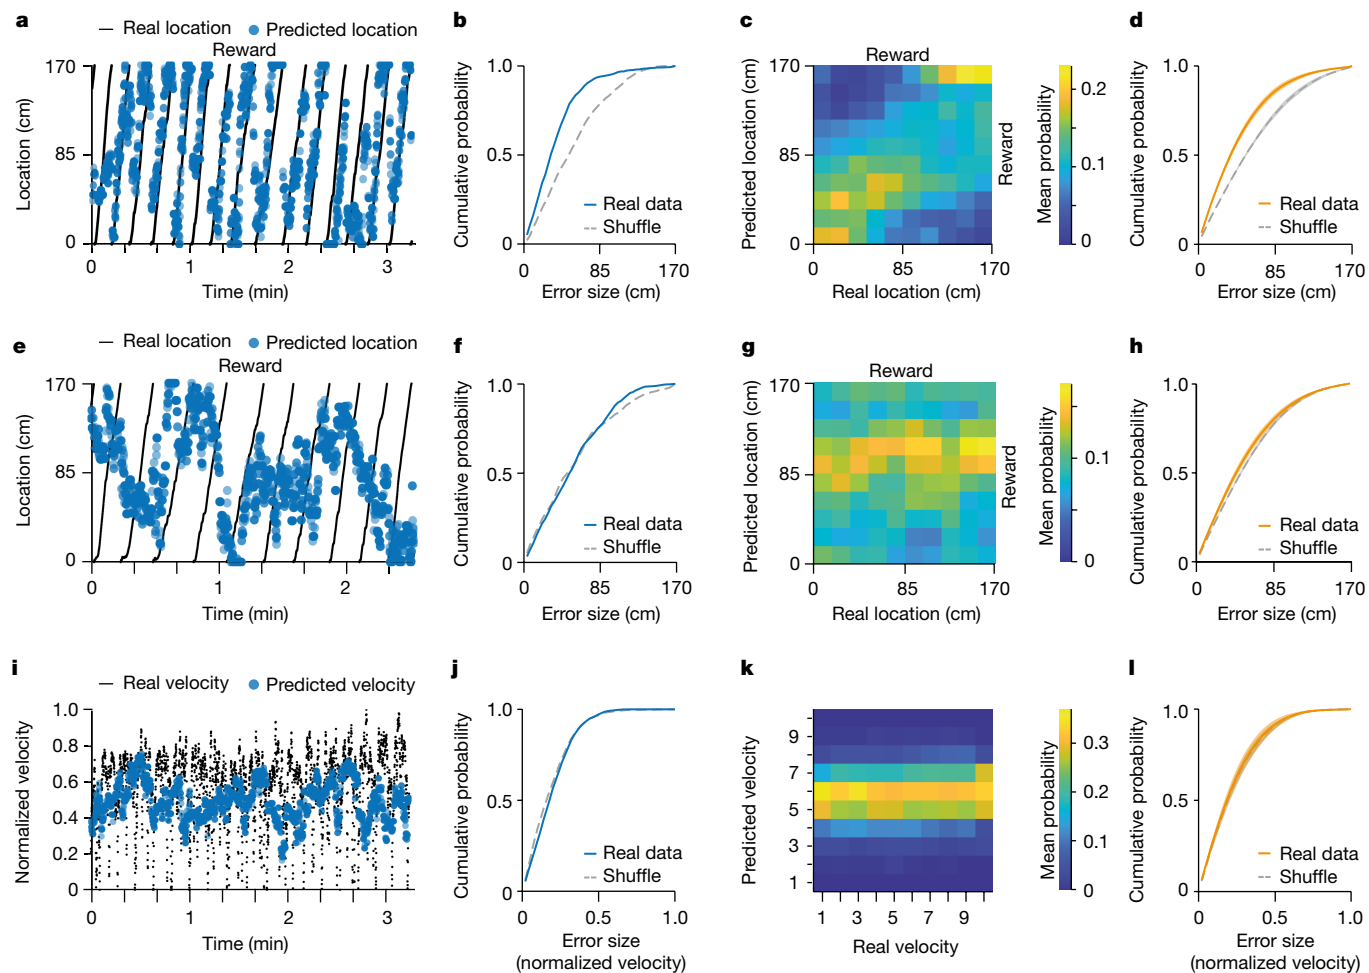 a
— Real location ● Predicted location
Reward
170
85
0
Location (cm)
0 1 2 3
Time (min)
b
1.0
0.5
0
Cumulative probability
Real data
Shuffle
0 85 170
Error size (cm)
c
Reward
170
85
0
Predicted location (cm)
Reward
0 85 170
Real location (cm)
0.2
0.1
0
Mean probability
d
1.0
0.5
0
Cumulative probability
Real data
Shuffle
0 85 170
Error size (cm)
e
— Real location ● Predicted location
Reward
170
85
0
Location (cm)
0 1 2
Time (min)
f
1.0
0.5
0
Cumulative probability
Real data
Shuffle
0 85 170
Error size (cm)
g
Reward
170
85
0
Predicted location (cm)
Reward
0 85 170
Real location (cm)
0.1
0
Mean probability
h
1.0
0.5
0
Cumulative probability
Real data
Shuffle
0 85 170
Error size (cm)
i
— Real velocity ● Predicted velocity
1.0
0.8
0.6
0.4
0.2
0
Normalized velocity
0 1 2 3
Time (min)
j
1.0
0.5
0
Cumulative probability
Real data
Shuffle
0 0.5 1.0
Error size
(normalized velocity)
k
9
7
5
3
1
Predicted velocity
1 3 5 7 9
Real velocity
0.3
0.2
0.1
0
Mean probability
l
1.0
0.5
0
Cumulative probability
Real data
Shuffle
0 0.5 1.0
Error size
(normalized velocity)